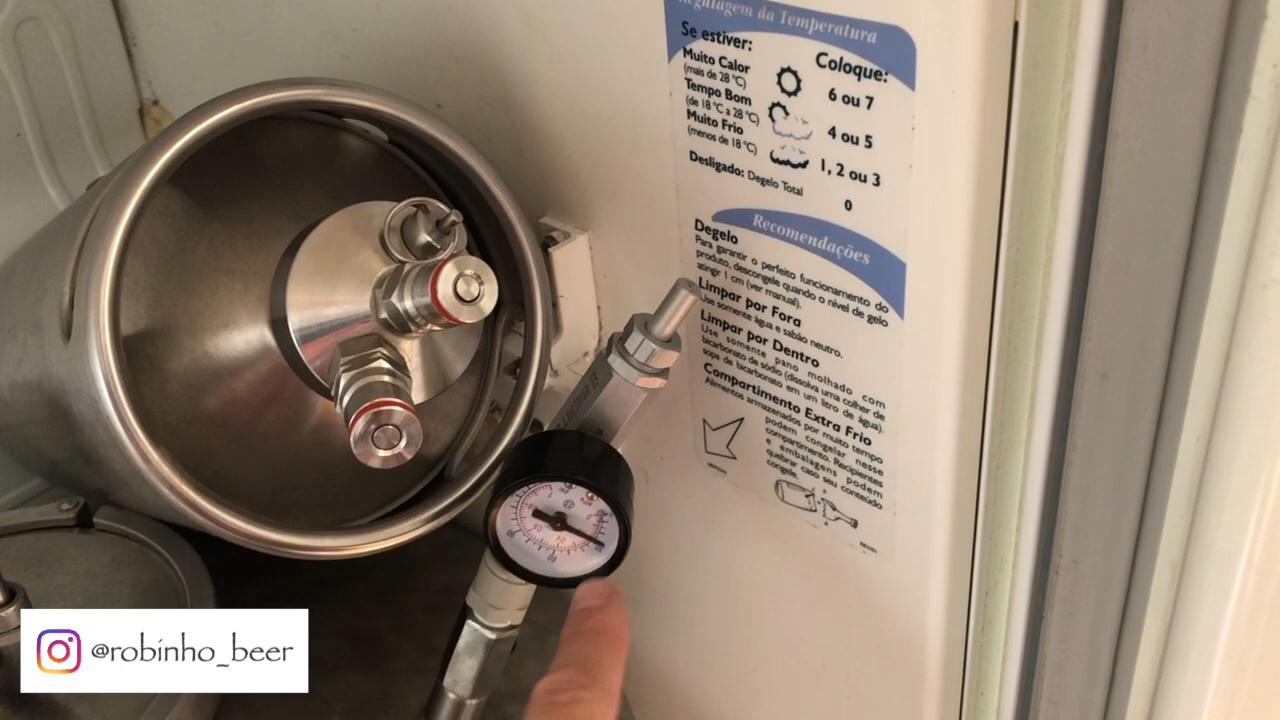 Regulagem da Temperatura
Se estiver:
Coloque:
Muito Calor
(mais de 28 °C)
6 ou 7
Tempo Bom
(de 18 °C a 28 °C)
4 ou 5
Muito Frio
(menos de 18 °C)
1, 2 ou 3
Desligado: Degelo Total
0
Recomendações
Degelo
Para garantir o perfeito funcionamento do
produto, descongele quando o nível de gelo
atingir 1 cm (ver manual).
Limpar por Fora
Use somente água e sabão neutro.
Limpar por Dentro
Use somente pano molhado com
bicarbonato de sódio (dissolva uma colher de
sopa de bicarbonato em um litro de água).
Compartimento Extra Frio
Alimentos armazenados por muito tempo
podem congelar nesse
compartimento. Recipientes
e embalagens podem
quebrar caso seu conteúdo
congele.
@robinho_beer